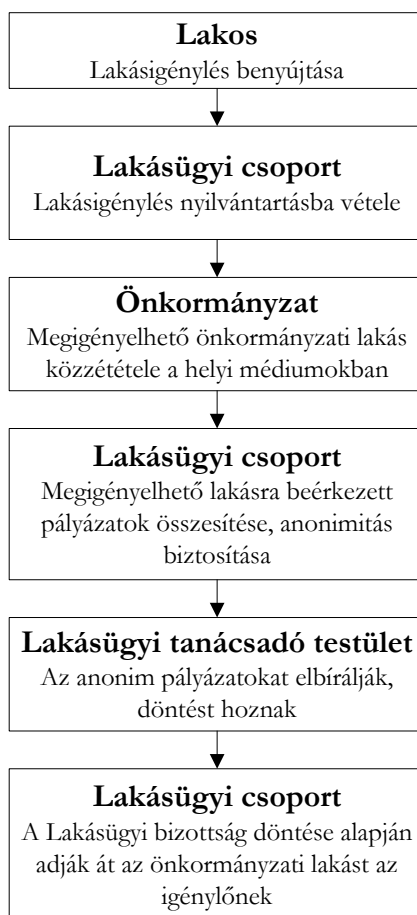 Lakos
Lakásigénylés benyújtása
Lakásügyi csoport
Lakásigénylés nyilvántartásba vétele
Önkormányzat
Megigényelhető önkormányzati lakás
közzététele a helyi médiumokban
Lakásügyi csoport
Megigényelhető lakásra beérkezett
pályázatok összesítése, anonimitás
biztosítása
Lakásügyi tanácsadó testület
Az anonim pályázatokat elbírálják,
döntést hoznak
Lakásügyi csoport
A Lakásügyi bizottság döntése alapján
adják át az önkormányzati lakást az
igénylőnek